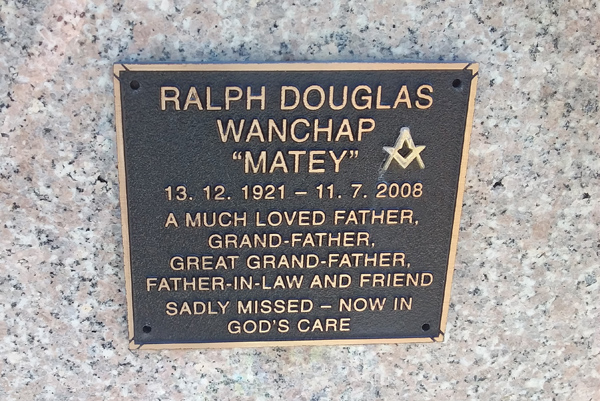 RALPH DOUGLAS
WANCHAP
“MATEY”
13. 12. 1921 – 11. 7. 2008
A MUCH LOVED FATHER,
GRAND-FATHER,
GREAT GRAND-FATHER,
FATHER-IN-LAW AND FRIEND
SADLY MISSED – NOW IN
GOD'S CARE